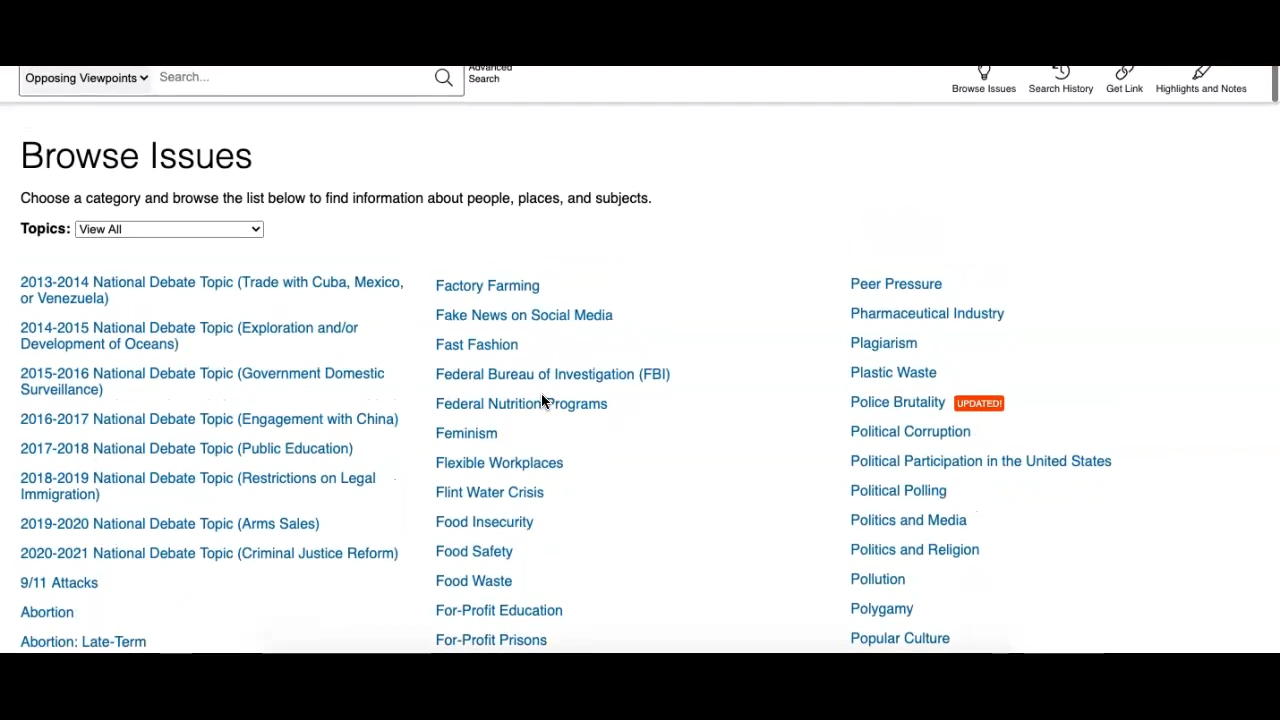 Opposing Viewpoints
Search...
Advanced
Search
Browse Issues
Search History
Get Link
Highlights and Notes
Browse Issues
Choose a category and browse the list below to find information about people, places, and subjects.
Topics: View All
2013-2014 National Debate Topic (Trade with Cuba, Mexico,
or Venezuela)
2014-2015 National Debate Topic (Exploration and/or
Development of Oceans)
2015-2016 National Debate Topic (Government Domestic
Surveillance)
2016-2017 National Debate Topic (Engagement with China)
2017-2018 National Debate Topic (Public Education)
2018-2019 National Debate Topic (Restrictions on Legal
Immigration)
2019-2020 National Debate Topic (Arms Sales)
2020-2021 National Debate Topic (Criminal Justice Reform)
9/11 Attacks
Abortion
Abortion: Late-Term
Factory Farming
Fake News on Social Media
Fast Fashion
Federal Bureau of Investigation (FBI)
Federal Nutrition Programs
Feminism
Flexible Workplaces
Flint Water Crisis
Food Insecurity
Food Safety
Food Waste
For-Profit Education
For-Profit Prisons
Peer Pressure
Pharmaceutical Industry
Plagiarism
Plastic Waste
Police Brutality UPDATED!
Political Corruption
Political Participation in the United States
Political Polling
Politics and Media
Politics and Religion
Pollution
Polygamy
Popular Culture